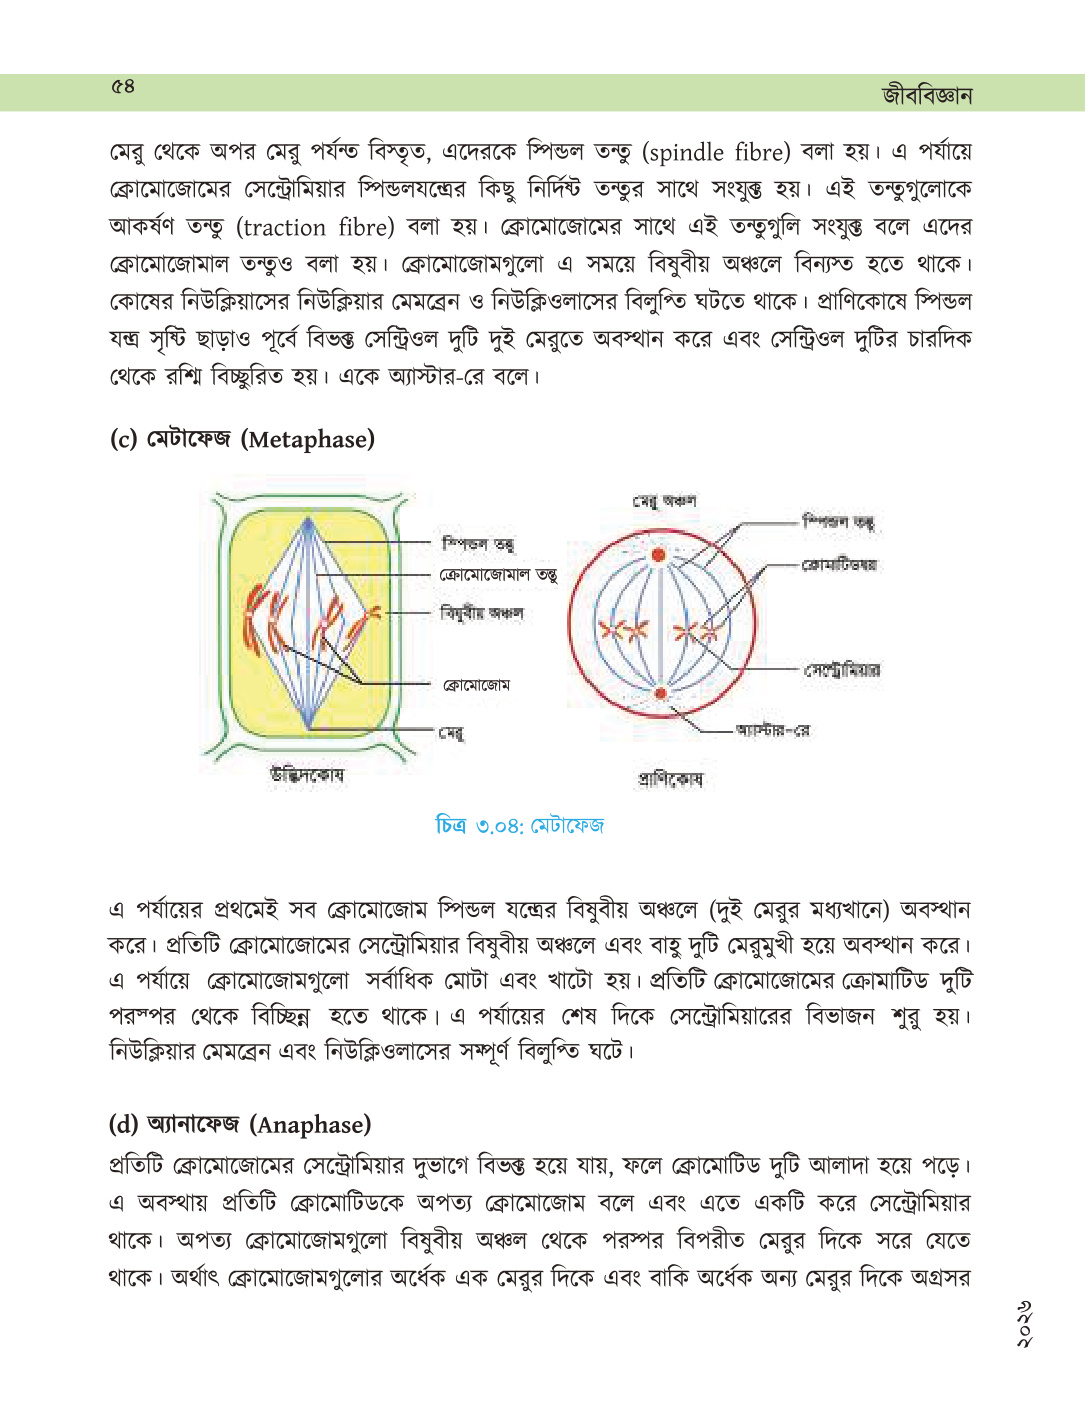 ৫৪
জীববিজ্ঞান
মেরু থেকে অপর মেরু পর্যন্ত বিস্তৃত, এদেরকে স্পিন্ডল তন্তু (spindle fibre) বলা হয়। এ পর্যায়ে
ক্রোমোজোমের সেন্ট্রোমিয়ার স্পিন্ডলযন্ত্রের কিছু নির্দিষ্ট তন্তুর সাথে সংযুক্ত হয়। এই তন্তুগুলোকে
আকর্ষণ তন্তু (traction fibre) বলা হয়। ক্রোমোজোমের সাথে এই তন্তুগুলি সংযুক্ত বলে এদের
ক্রোমোজোমাল তন্তুও বলা হয়। ক্রোমোজোমগুলো এ সময়ে বিষুবীয় অঞ্চলে বিন্যস্ত হতে থাকে।
কোষের নিউক্লিয়াসের নিউক্লিয়ার মেমব্রেন ও নিউক্লিওলাসের বিলুপ্তি ঘটতে থাকে। প্রাণিকোষে স্পিন্ডল
যন্ত্র সৃষ্টি ছাড়াও পূর্বে বিভক্ত সেন্ট্রিওল দুটি দুই মেরুতে অবস্থান করে এবং সেন্ট্রিওল দুটির চারদিক
থেকে রশ্মি বিচ্ছুরিত হয়। একে অ্যাস্টার-রে বলে।
(c) মেটাফেজ (Metaphase)
মেরু অঞ্চল
স্পিন্ডল তন্তু
স্পিন্ডল তন্তু
ক্রোমোজোমাল তন্তু
ক্রোমাটিডদ্বয়
বিষুবীয় অঞ্চল
সেন্ট্রোমিয়ার
ক্রোমোজোম
মেরু
অ্যাস্টার-রে
উদ্ভিদকোষ
প্রাণিকোষ
চিত্র ৩.০৪: মেটাফেজ
এ পর্যায়ের প্রথমেই সব ক্রোমোজোম স্পিন্ডল যন্ত্রের বিষুবীয় অঞ্চলে (দুই মেরুর মধ্যখানে) অবস্থান
করে। প্রতিটি ক্রোমোজোমের সেন্ট্রোমিয়ার বিষুবীয় অঞ্চলে এবং বাহু দুটি মেরুমুখী হয়ে অবস্থান করে।
এ পর্যায়ে ক্রোমোজোমগুলো সর্বাধিক মোটা এবং খাটো হয়। প্রতিটি ক্রোমোজোমের ক্রোমাটিড দুটি
পরস্পর থেকে বিচ্ছিন্ন হতে থাকে। এ পর্যায়ের শেষ দিকে সেন্ট্রোমিয়ারের বিভাজন শুরু হয়।
নিউক্লিয়ার মেমব্রেন এবং নিউক্লিওলাসের সম্পূর্ণ বিলুপ্তি ঘটে।
(d) অ্যানাফেজ (Anaphase)
প্রতিটি ক্রোমোজোমের সেন্ট্রোমিয়ার দুভাগে বিভক্ত হয়ে যায়, ফলে ক্রোমোটিড দুটি আলাদা হয়ে পড়ে।
এ অবস্থায় প্রতিটি ক্রোমোটিডকে অপত্য ক্রোমোজোম বলে এবং এতে একটি করে সেন্ট্রোমিয়ার
থাকে। অপত্য ক্রোমোজোমগুলো বিষুবীয় অঞ্চল থেকে পরস্পর বিপরীত মেরুর দিকে সরে যেতে
থাকে। অর্থাৎ ক্রোমোজোমগুলোর অর্ধেক এক মেরুর দিকে এবং বাকি অর্ধেক অন্য মেরুর দিকে অগ্রসর
২০২৬